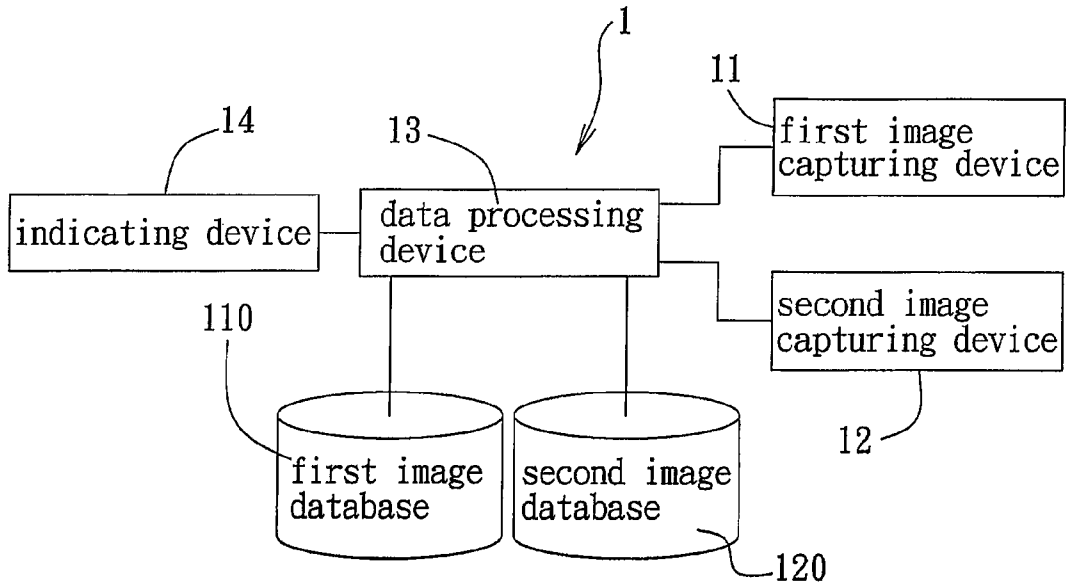 1
11
first image
capturing device
14
13
indicating device
data processing
device
second image
capturing device
12
110
first image
database
second image
database
120